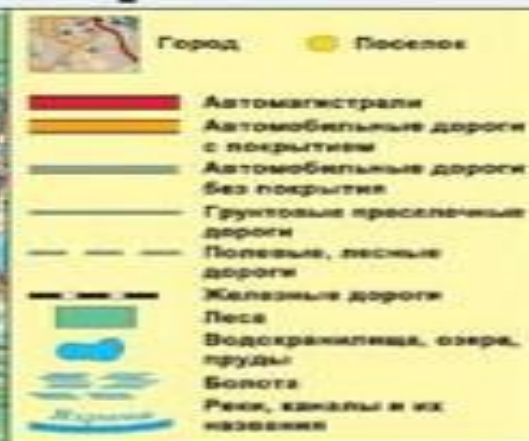 Город
Поселок
Автомагистрали
Автомобильные дороги
с покрытием
Автомобильные дороги
без покрытия
Грунтовые проселочные
дороги
Полевые, лесные
дороги
Железные дороги
Леса
Водохранилища, озера,
пруды
Болота
Реки, каналы и их
названия